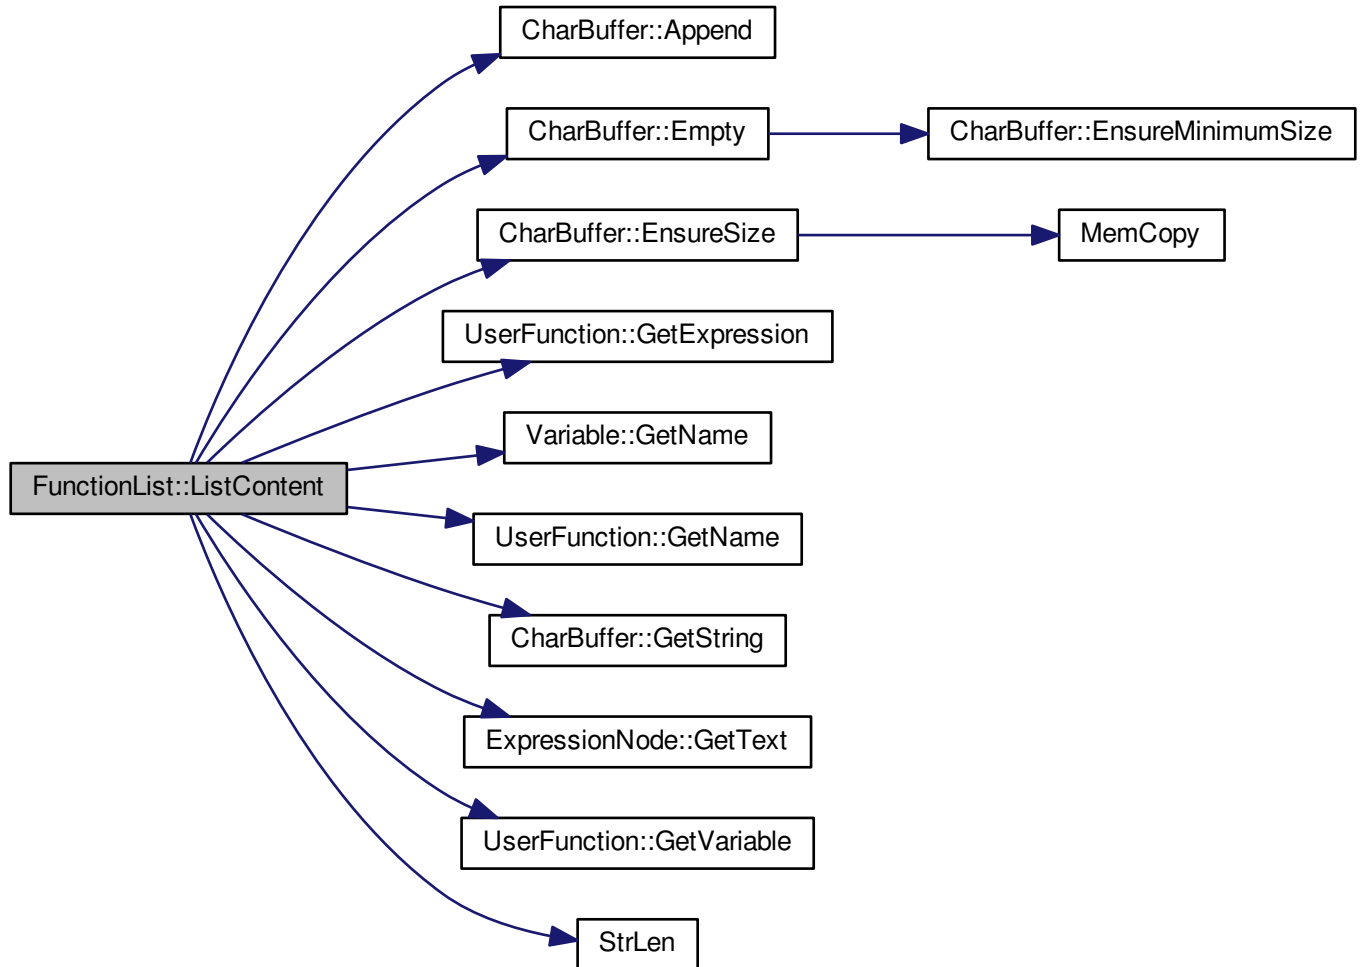 CharBuffer::Append
CharBuffer::Empty
CharBuffer::EnsureMinimumSize
CharBuffer::EnsureSize
MemCopy
UserFunction::GetExpression
Variable::GetName
FunctionList::ListContent
UserFunction::GetName
CharBuffer::GetString
ExpressionNode::GetText
UserFunction::GetVariable
StrLen